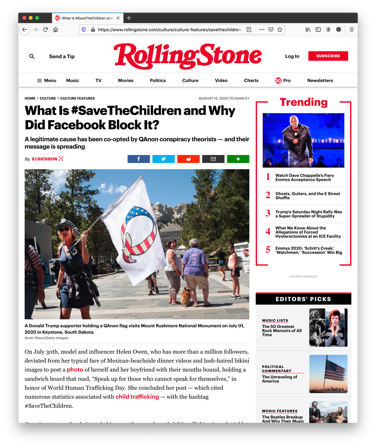 What Is #SaveTheChildren an
https://www.rollingstone.com/culture/culture-features/savethechildren
Send a Tip
RollingStone
Log In
SUBSCRIBE
Menu Music TV Movies Politics Culture Video Charts RS Pro Newsletters
HOME > CULTURE > CULTURE FEATURES
AUGUST 12, 2020 10:24AM ET
What Is #SaveTheChildren and Why
Did Facebook Block It?
A legitimate cause has been co-opted by QAnon conspiracy theorists — and their
message is spreading
By EJ DICKSON
A Donald Trump supporter holding a QAnon flag visits Mount Rushmore National Monument on July 01,
2020 in Keystone, South Dakota.
Scott Olson/Getty Images
On July 30th, model and influencer Helen Owen, who has more than a million followers,
deviated from her typical fare of Mexican-beachside dinner videos and lush-haired bikini
images to post a photo of herself and her boyfriend with their mouths bound, holding a
sandwich board that read, "Speak up for those who cannot speak for themselves," in
honor of World Human Trafficking Day. She concluded her post — which cited
numerous statistics associated with child trafficking — with the hashtag
#SaveTheChildren.
Trending
1 Watch Dave Chappelle's Fiery
Emmys Acceptance Speech
2 Ghosts, Guitars, and the E Street
Shuffle
3 Trump's Saturday Night Rally Was
a Super-Spreader of Stupidity
4 What We Know About the
Allegations of Forced
Hysterectomies at an ICE Facility
5 Emmys 2020: 'Schitt's Creek,'
'Watchmen,' 'Succession' Win Big
ADVERTISEMENT
EDITORS' PICKS
MUSIC LISTS
The 50 Greatest
Rock Memoirs of All
Time
POLITICAL
COMMENTARY
The Unraveling of
America
MUSIC FEATURES
The Beatles Breakup
And Why Their Music